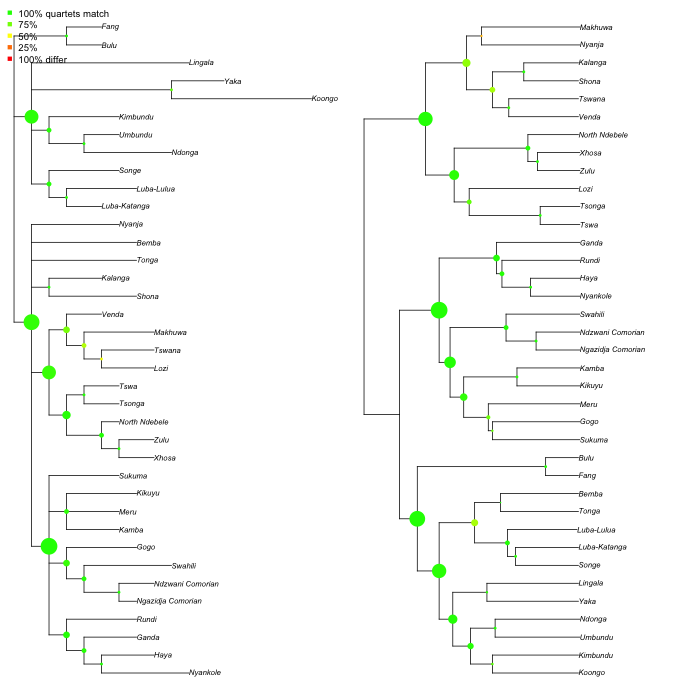 100% quartets match
75%
50%
25%
100% differ
Fang
Bulu
Lingala
Yaka
Koongo
Kimbundu
Umbundu
Ndonga
Songe
Luba-Lulua
Luba-Katanga
Nyanja
Bemba
Tonga
Kalanga
Shona
Venda
Makhuwa
Tswana
Lozi
Tswa
Tsonga
North Ndebele
Zulu
Xhosa
Sukuma
Kikuyu
Meru
Kamba
Gogo
Swahili
Ndzwani Comorian
Ngazidja Comorian
Rundi
Ganda
Haya
Nyankole
Makhuwa
Nyanja
Kalanga
Shona
Tswana
Venda
North Ndebele
Xhosa
Zulu
Lozi
Tsonga
Tswa
Ganda
Rundi
Haya
Nyankole
Swahili
Ndzwani Comorian
Ngazidja Comorian
Kamba
Kikuyu
Meru
Gogo
Sukuma
Bulu
Fang
Bemba
Tonga
Luba-Lulua
Luba-Katanga
Songe
Lingala
Yaka
Ndonga
Umbundu
Kimbundu
Koongo